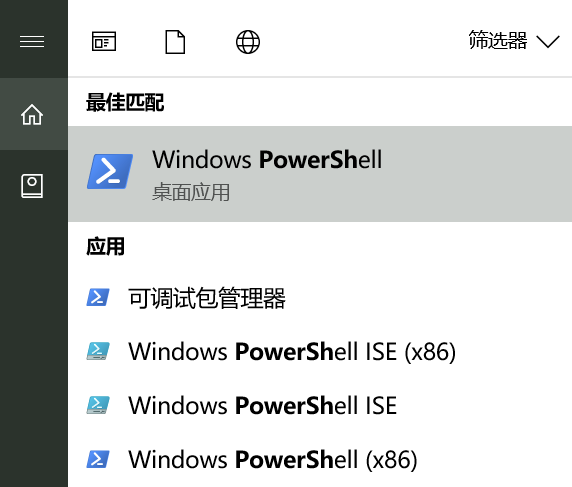 筛选器
最佳匹配
Windows PowerShell
桌面应用
应用
可调试包管理器
Windows PowerShell ISE (x86)
Windows PowerShell ISE
Windows PowerShell (x86)